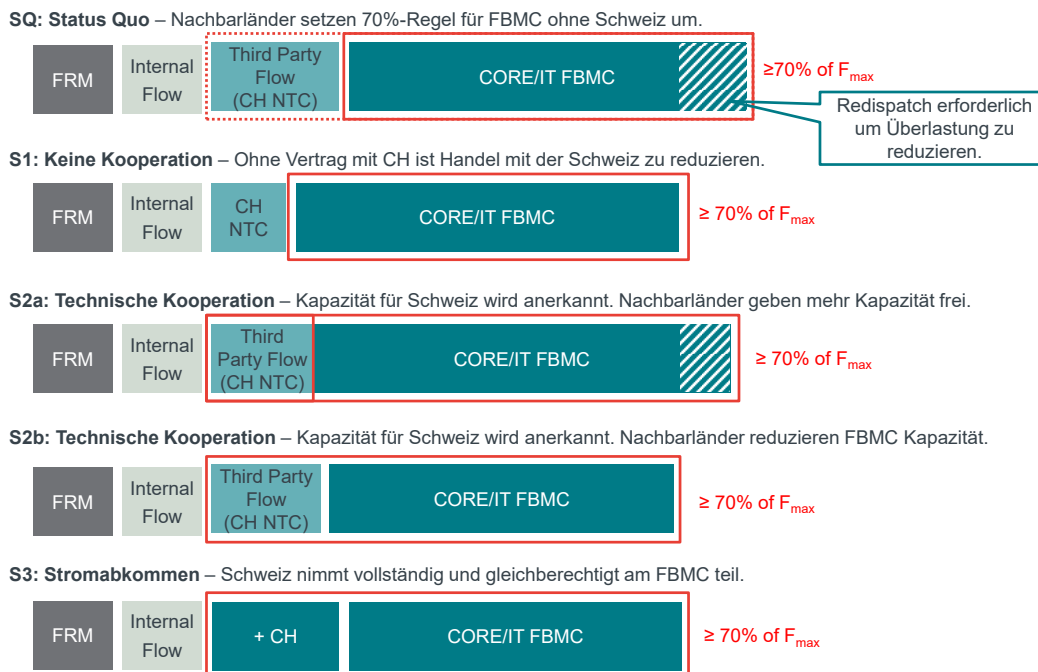 SQ: Status Quo – Nachbarländer setzen 70%-Regel für FBMC ohne Schweiz um.
FRM
Internal
Flow
Third Party
Flow
(CH NTC)
CORE/IT FBMC
≥70% of Fmax
Redispatch erforderlich
um Überlastung zu
reduzieren.
S1: Keine Kooperation – Ohne Vertrag mit CH ist Handel mit der Schweiz zu reduzieren.
FRM
Internal
Flow
CH
NTC
CORE/IT FBMC
≥ 70% of Fmax
S2a: Technische Kooperation – Kapazität für Schweiz wird anerkannt. Nachbarländer geben mehr Kapazität frei.
FRM
Internal
Flow
Third
Party Flow
(CH NTC)
CORE/IT FBMC
≥ 70% of Fmax
S2b: Technische Kooperation – Kapazität für Schweiz wird anerkannt. Nachbarländer reduzieren FBMC Kapazität.
FRM
Internal
Flow
Third Party
Flow
(CH NTC)
CORE/IT FBMC
≥ 70% of Fmax
S3: Stromabkommen – Schweiz nimmt vollständig und gleichberechtigt am FBMC teil.
FRM
Internal
Flow
+ CH
CORE/IT FBMC
≥ 70% of Fmax